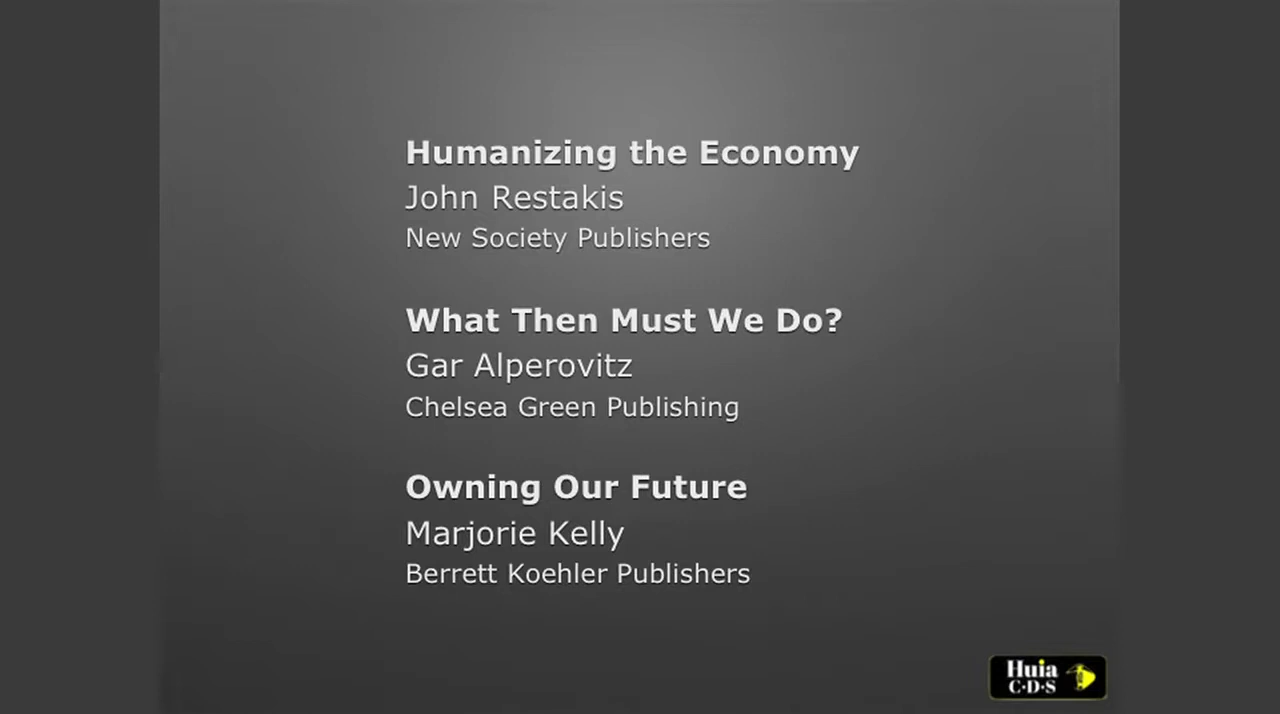 Humanizing the Economy
John Restakis
New Society Publishers
What Then Must We Do?
Gar Alperovitz
Chelsea Green Publishing
Owning Our Future
Marjorie Kelly
Berrett Koehler Publishers
Huia
C·D·S